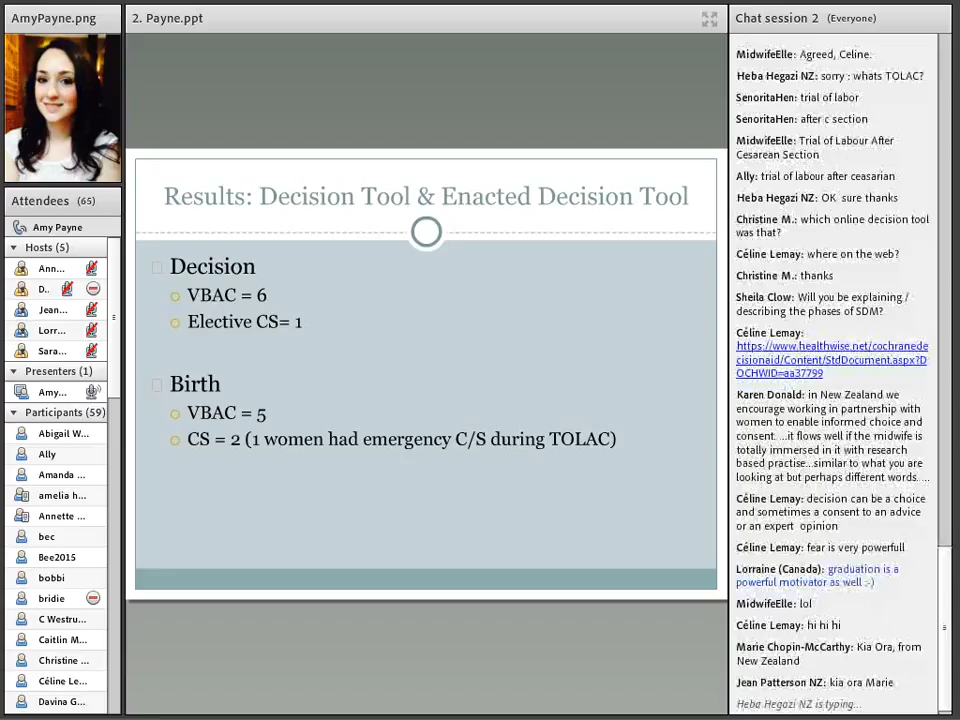 AmyPayne.png
Attendees (65)
Amy Payne
Hosts (5)
Ann...
D..
Jean...
Lorr...
Sara...
Presenters (1)
Amy...
Participants (59)
Abigail W...
Ally
Amanda ...
amelia h...
Annette ...
bec
Bee2015
bobbi
bridie
C Westru...
Caitlin M...
Christine ...
Céline Le...
Davina G...
2. Payne.ppt
Results: Decision Tool & Enacted Decision Tool
Decision
VBAC = 6
Elective CS= 1
Birth
VBAC = 5
CS = 2 (1 women had emergency C/S during TOLAC)
Chat session 2 (Everyone)
MidwifeElle: Agreed, Celine.
Heba Hegazi NZ: sorry : whats TOLAC?
SenoritaHen: trial of labor
SenoritaHen: after c section
MidwifeElle: Trial of Labour After
Cesarean Section
Ally: trial of labour after ceasarian
Heba Hegazi NZ: OK sure thanks
Christine M.: which online decision tool
was that?
Céline Lemay: where on the web?
Christine M.: thanks
Sheila Clow: Will you be explaining /
describing the phases of SDM?
Céline Lemay:
https://www.healthwise.net/cochranede
cisionaid/Content/StdDocument.aspx?D
OCHWID=aa37799
Karen Donald: in New Zealand we
encourage working in partnership with
women to enable informed choice and
consent. ...it flows well if the midwife is
totally immersed in it with research
based practise...similar to what you are
looking at but perhaps different words....
Céline Lemay: decision can be a choice
and sometimes a consent to an advice
or an expert opinion
Céline Lemay: fear is very powerfull
Lorraine (Canada): graduation is a
powerful motivator as well :-)
MidwifeElle: lol
Céline Lemay: hi hi hi
Marie Chopin-McCarthy: Kia Ora, from
New Zealand
Jean Patterson NZ: kia ora Marie
Heba Hegazi NZ is typing...